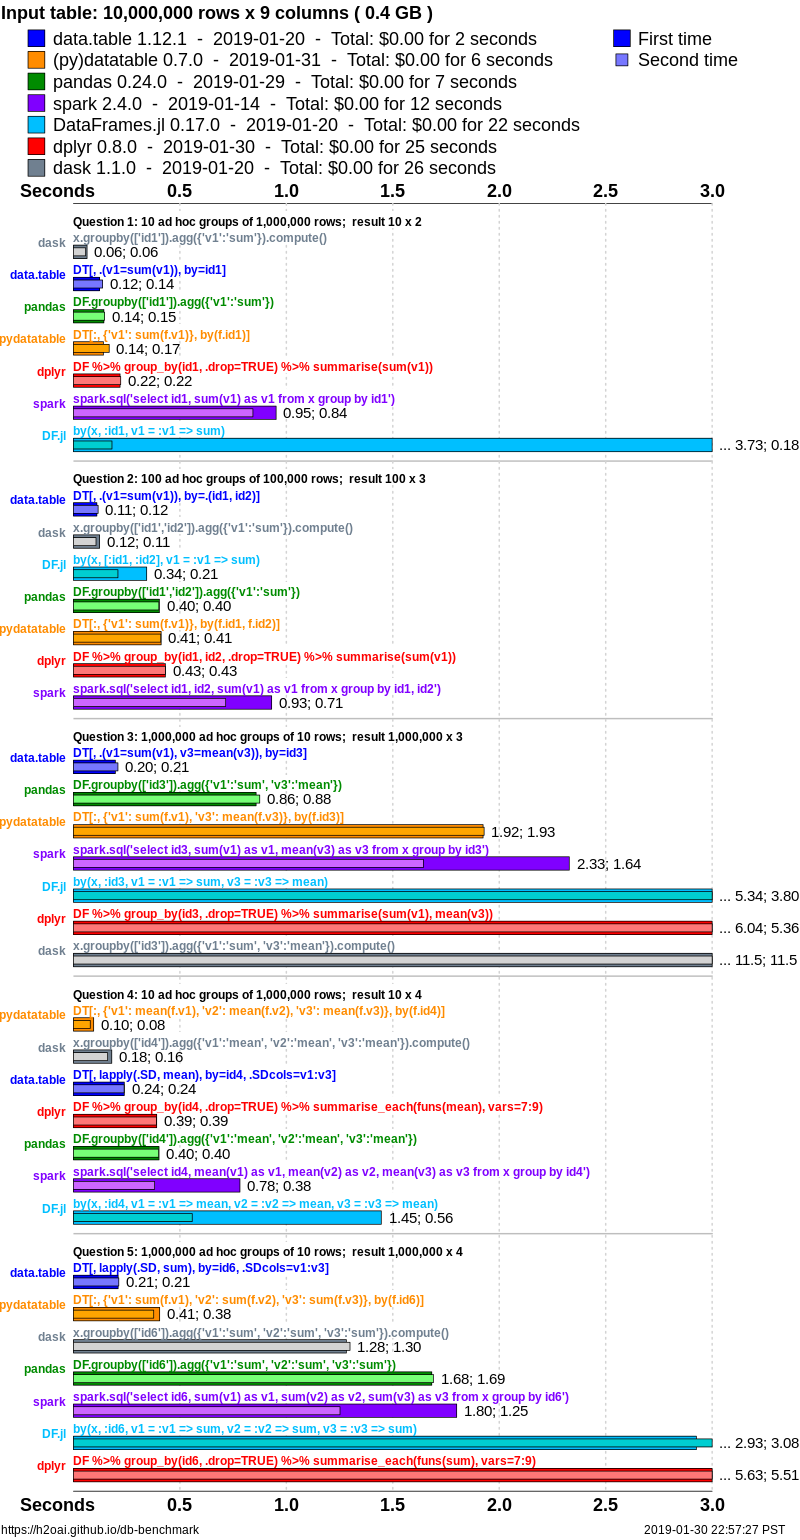 Input table: 10,000,000 rows x 9 columns ( 0.4 GB )
data.table 1.12.1 - 2019-01-20 - Total: $0.00 for 2 seconds
First time
(py)datatable 0.7.0 - 2019-01-31 - Total: $0.00 for 6 seconds
Second time
pandas 0.24.0 - 2019-01-29 - Total: $0.00 for 7 seconds
spark 2.4.0 - 2019-01-14 - Total: $0.00 for 12 seconds
DataFrames.jl 0.17.0 - 2019-01-20 - Total: $0.00 for 22 seconds
dplyr 0.8.0 - 2019-01-30 - Total: $0.00 for 25 seconds
dask 1.1.0 - 2019-01-20 - Total: $0.00 for 26 seconds
Seconds 0.5 1.0 1.5 2.0 2.5 3.0
Question 1: 10 ad hoc groups of 1,000,000 rows; result 10 x 2
x.groupby(['id1']).agg({'v1':'sum'}).compute()
dask 0.06; 0.06
DT[, .(v1=sum(v1)), by=id1]
data.table 0.12; 0.14
DF.groupby(['id1']).agg({'v1':'sum'})
pandas 0.14; 0.15
DT[:, {'v1': sum(f.v1)}, by(f.id1)]
pydatatable 0.14; 0.17
DF %>% group_by(id1, .drop=TRUE) %>% summarise(sum(v1))
dplyr 0.22; 0.22
spark.sql('select id1, sum(v1) as v1 from x group by id1')
spark 0.95; 0.84
by(x, :id1, v1 = :v1 => sum)
DF.jl ... 3.73; 0.18
Question 2: 100 ad hoc groups of 100,000 rows; result 100 x 3
DT[, .(v1=sum(v1)), by=.(id1, id2)]
data.table 0.11; 0.12
x.groupby(['id1','id2']).agg({'v1':'sum'}).compute()
dask 0.12; 0.11
by(x, [:id1, :id2], v1 = :v1 => sum)
DF.jl 0.34; 0.21
DF.groupby(['id1','id2']).agg({'v1':'sum'})
pandas 0.40; 0.40
DT[:, {'v1': sum(f.v1)}, by(f.id1, f.id2)]
pydatatable 0.41; 0.41
DF %>% group_by(id1, id2, .drop=TRUE) %>% summarise(sum(v1))
dplyr 0.43; 0.43
spark.sql('select id1, id2, sum(v1) as v1 from x group by id1, id2')
spark 0.93; 0.71
Question 3: 1,000,000 ad hoc groups of 10 rows; result 1,000,000 x 3
DT[, .(v1=sum(v1), v3=mean(v3)), by=id3]
data.table 0.20; 0.21
DF.groupby(['id3']).agg({'v1':'sum', 'v3':'mean'})
pandas 0.86; 0.88
DT[:, {'v1': sum(f.v1), 'v3': mean(f.v3)}, by(f.id3)]
pydatatable 1.92; 1.93
spark.sql('select id3, sum(v1) as v1, mean(v3) as v3 from x group by id3')
spark 2.33; 1.64
by(x, :id3, v1 = :v1 => sum, v3 = :v3 => mean)
DF.jl ... 5.34; 3.80
DF %>% group_by(id3, .drop=TRUE) %>% summarise(sum(v1), mean(v3))
dplyr ... 6.04; 5.36
x.groupby(['id3']).agg({'v1':'sum', 'v3':'mean'}).compute()
dask ... 11.5; 11.5
Question 4: 10 ad hoc groups of 1,000,000 rows; result 10 x 4
DT[:, {'v1': mean(f.v1), 'v2': mean(f.v2), 'v3': mean(f.v3)}, by(f.id4)]
pydatatable 0.10; 0.08
x.groupby(['id4']).agg({'v1':'mean', 'v2':'mean', 'v3':'mean'}).compute()
dask 0.18; 0.16
DT[, lapply(.SD, mean), by=id4, .SDcols=v1:v3]
data.table 0.24; 0.24
DF %>% group_by(id4, .drop=TRUE) %>% summarise_each(funs(mean), vars=7:9)
dplyr 0.39; 0.39
DF.groupby(['id4']).agg({'v1':'mean', 'v2':'mean', 'v3':'mean'})
pandas 0.40; 0.40
spark.sql('select id4, mean(v1) as v1, mean(v2) as v2, mean(v3) as v3 from x group by id4')
spark 0.78; 0.38
by(x, :id4, v1 = :v1 => mean, v2 = :v2 => mean, v3 = :v3 => mean)
DF.jl 1.45; 0.56
Question 5: 1,000,000 ad hoc groups of 10 rows; result 1,000,000 x 4
DT[, lapply(.SD, sum), by=id6, .SDcols=v1:v3]
data.table 0.21; 0.21
DT[:, {'v1': sum(f.v1), 'v2': sum(f.v2), 'v3': sum(f.v3)}, by(f.id6)]
pydatatable 0.41; 0.38
x.groupby(['id6']).agg({'v1':'sum', 'v2':'sum', 'v3':'sum'}).compute()
dask 1.28; 1.30
DF.groupby(['id6']).agg({'v1':'sum', 'v2':'sum', 'v3':'sum'})
pandas 1.68; 1.69
spark.sql('select id6, sum(v1) as v1, sum(v2) as v2, sum(v3) as v3 from x group by id6')
spark 1.80; 1.25
by(x, :id6, v1 = :v1 => sum, v2 = :v2 => sum, v3 = :v3 => sum)
DF.jl ... 2.93; 3.08
DF %>% group_by(id6, .drop=TRUE) %>% summarise_each(funs(sum), vars=7:9)
dplyr ... 5.63; 5.51
Seconds 0.5 1.0 1.5 2.0 2.5 3.0
https://h2oai.github.io/db-benchmark
2019-01-30 22:57:27 PST